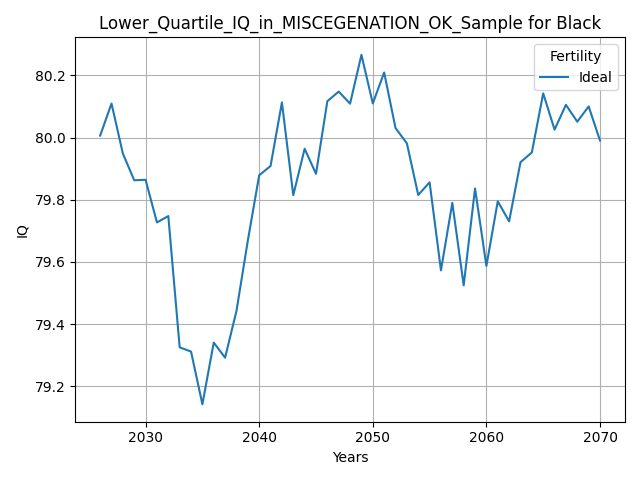 Lower_Quartile_IQ_in_MISCEGENATION_OK_Sample for Black
Fertility
Ideal
80.2
80.0
79.8
79.6
79.4
79.2
IQ
2030 2040 2050 2060 2070
Years